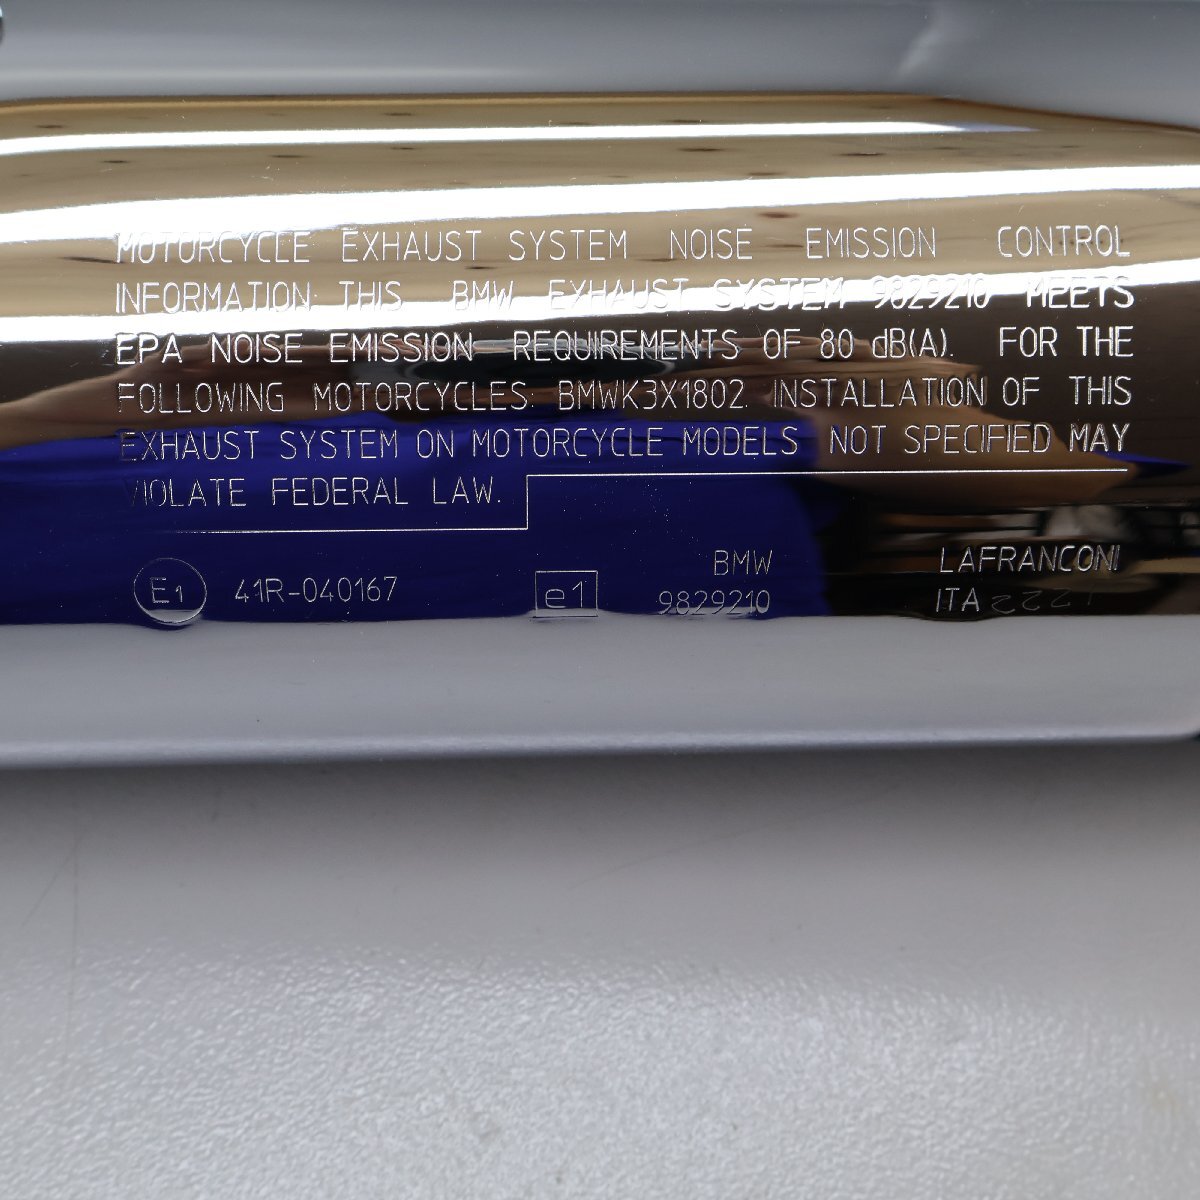 MOTORCYCLE EXHAUST SYSTEM NOISE EMISSION CONTROL
INFORMATION: THIS BMW EXHAUST SYSTEM 9829210 MEETS
EPA NOISE EMISSION REQUIREMENTS OF 80 dB(A). FOR THE
FOLLOWING MOTORCYCLES: BMWK3X1802. INSTALLATION OF THIS
EXHAUST SYSTEM ON MOTORCYCLE MODELS NOT SPECIFIED MAY
VIOLATE FEDERAL LAW.
E1 41R-040167 e1 BMW LAFRANCONI
9829210 ITA